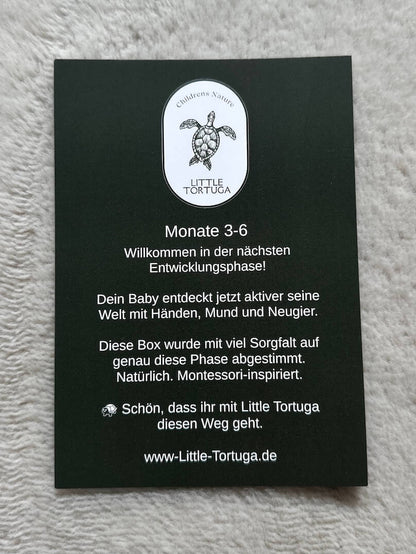 Childrens Nature
LITTLE
TORTUGA
Monate 3-6
Willkommen in der nächsten
Entwicklungsphase!
Dein Baby entdeckt jetzt aktiver seine
Welt mit Händen, Mund und Neugier.
Diese Box wurde mit viel Sorgfalt auf
genau diese Phase abgestimmt.
Natürlich. Montessori-inspiriert.
🐢 Schön, dass ihr mit Little Tortuga
diesen Weg geht.
www-Little-Tortuga.de